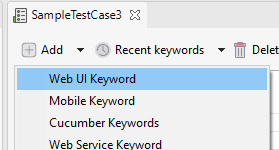 SampleTestCase3
Add Recent keywords Delet
Web UI Keyword
Mobile Keyword
Cucumber Keywords
Web Service Keyword